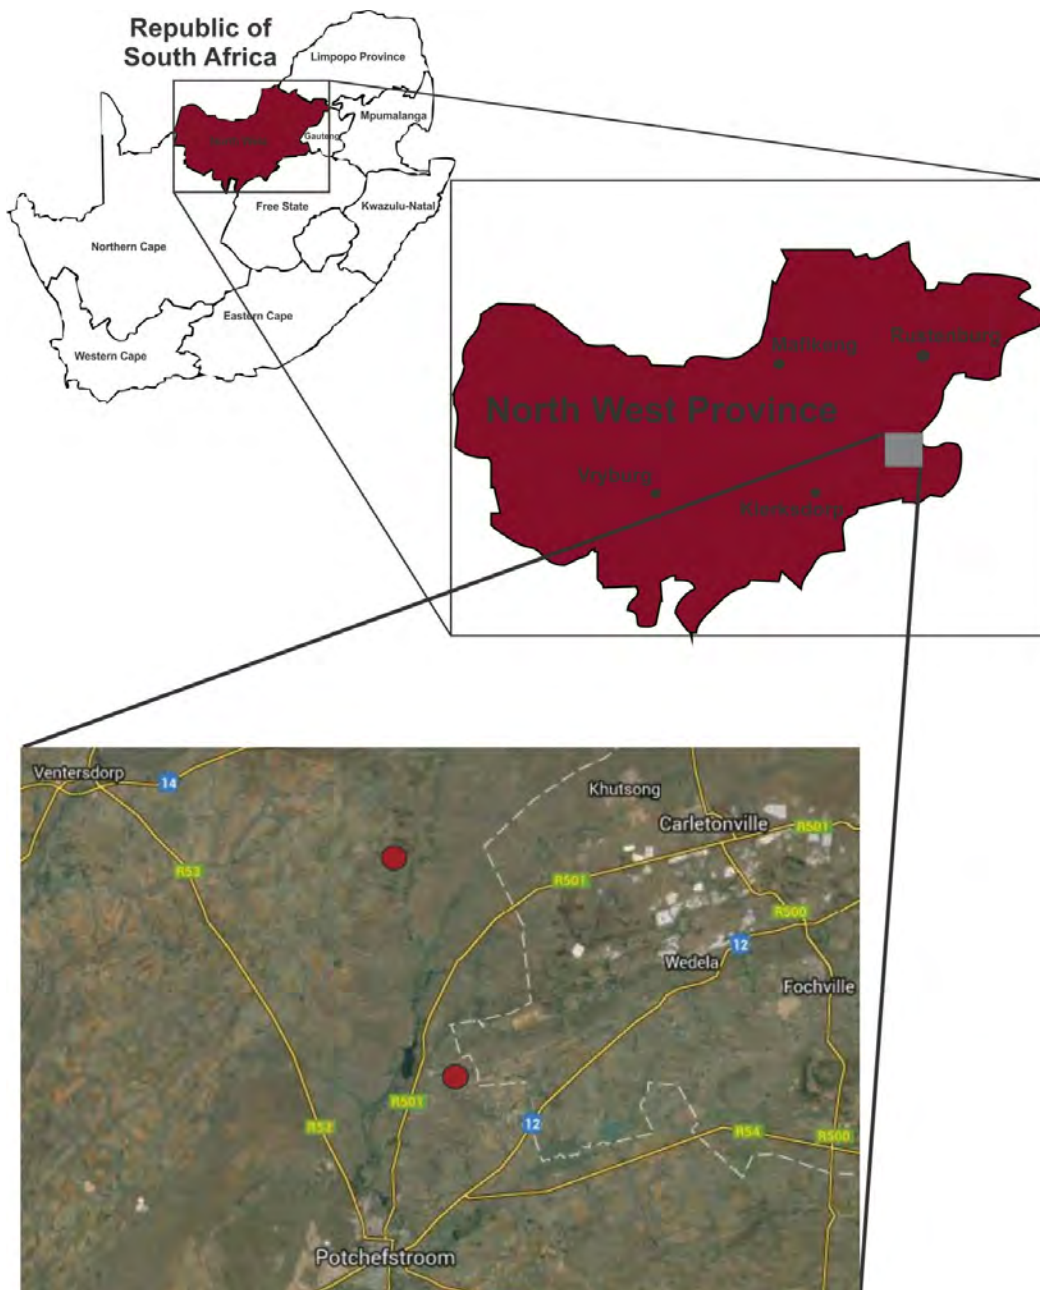 Republic of
South Africa
Limpopo Province
Mpumalanga
Gauteng
North West
Free State
Kwazulu-Natal
Northern Cape
Eastern Cape
Western Cape
Mafikeng
Rustenburg
North West Province
Vryburg
Klerksdorp
Ventersdorp
14
Khutsong
Carletonville
R501
R53
R501
R500
12
Wedela
Fochville
R501
12
R53
R54
R500
Potchefstroom